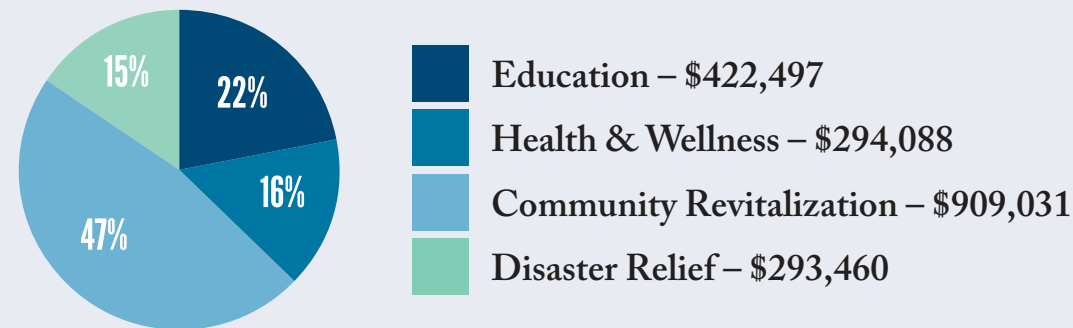 15%
22%
16%
47%
Education – $422,497
Health & Wellness – $294,088
Community Revitalization – $909,031
Disaster Relief – $293,460